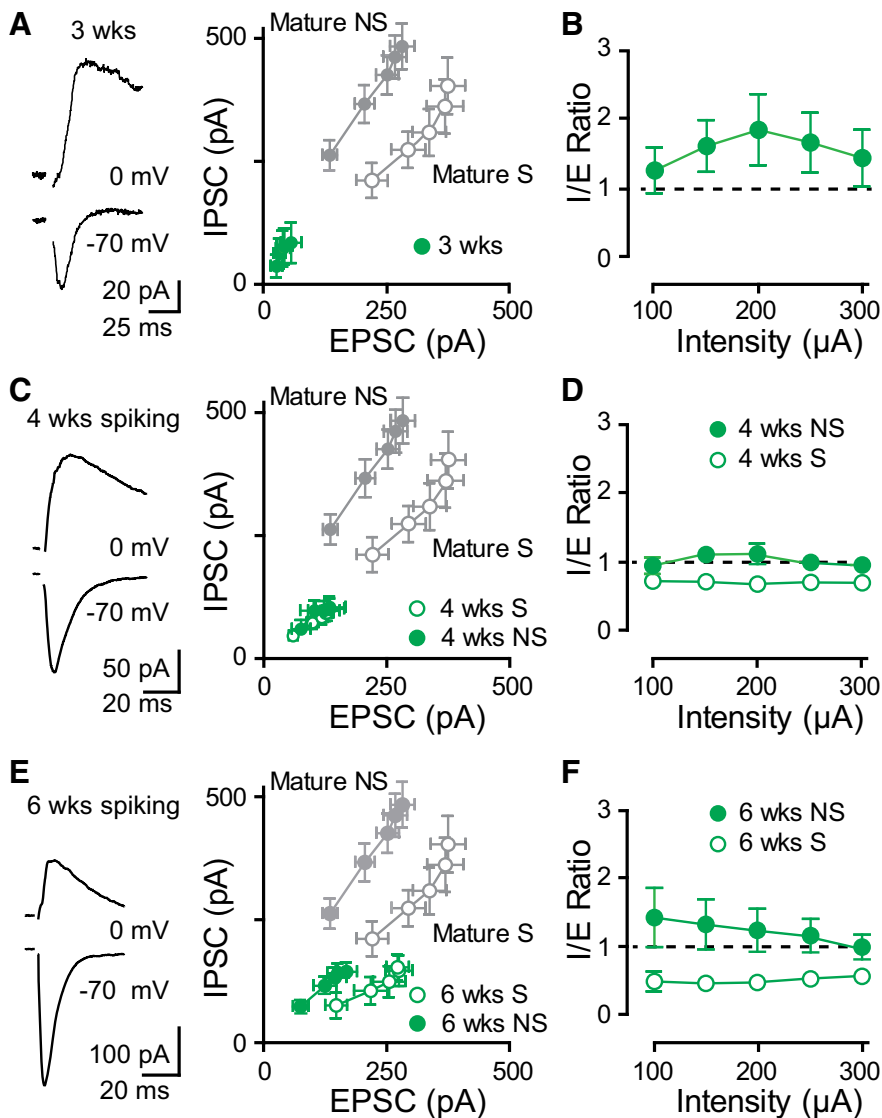 A
3 wks
0 mV
-70 mV
20 pA
25 ms
500
0
IPSC (pA)
Mature NS
Mature S
3 wks
0
250
500
EPSC (pA)
B
3
2
1
0
I/E Ratio
100
200
300
Intensity (µA)
C
4 wks spiking
0 mV
-70 mV
50 pA
20 ms
500
0
IPSC (pA)
Mature NS
Mature S
4 wks S
4 wks NS
0
250
500
EPSC (pA)
D
3
2
1
0
I/E Ratio
4 wks NS
4 wks S
100
200
300
Intensity (µA)
E
6 wks spiking
0 mV
-70 mV
100 pA
20 ms
500
0
IPSC (pA)
Mature NS
Mature S
6 wks S
6 wks NS
0
250
500
EPSC (pA)
F
3
2
1
0
I/E Ratio
6 wks NS
6 wks S
100
200
300
Intensity (µA)